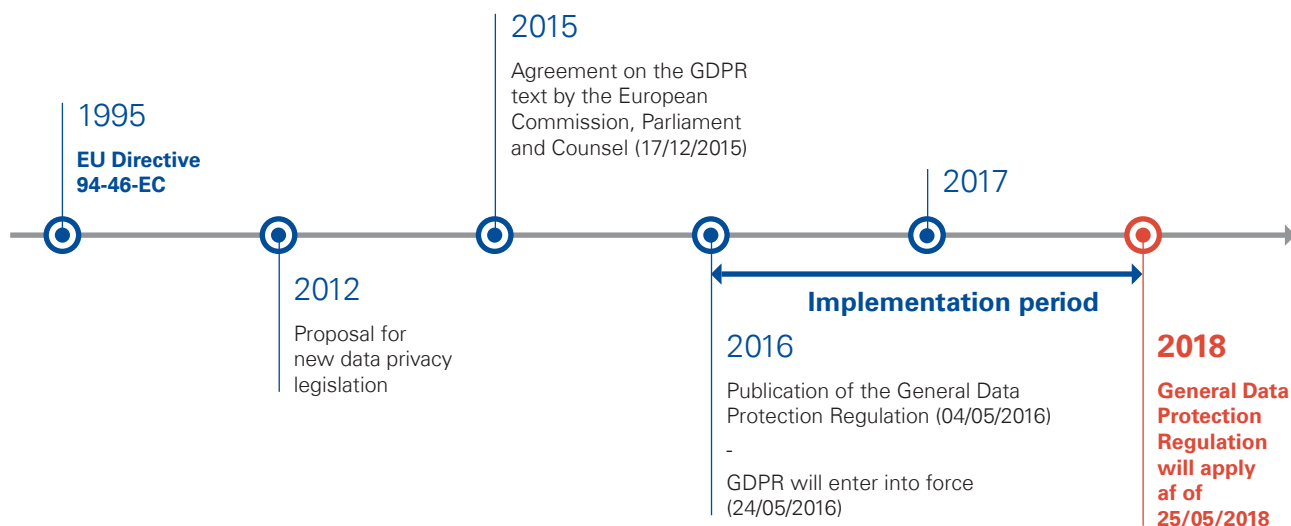 1995
EU Directive
94-46-EC
2012
Proposal for
new data privacy
legislation
2015
Agreement on the GDPR
text by the European
Commission, Parliament
and Counsel (17/12/2015)
2016
Publication of the General Data
Protection Regulation (04/05/2016)
-
GDPR will enter into force
(24/05/2016)
2017
Implementation period
2018
General Data
Protection
Regulation
will apply
af of
25/05/2018